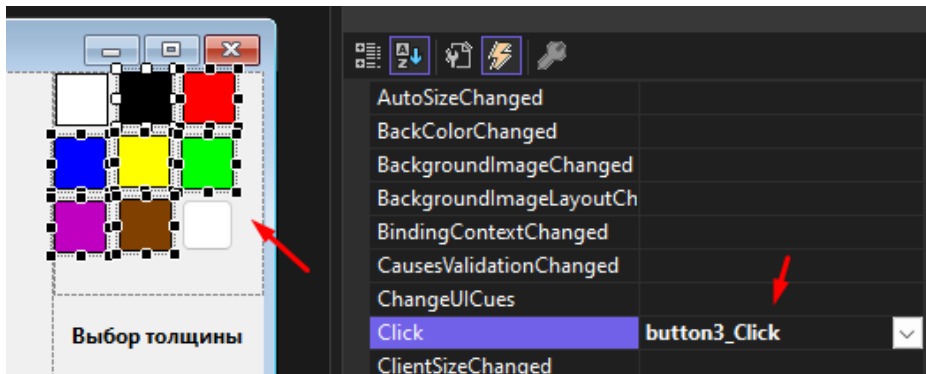 AutoSizeChanged
BackColorChanged
BackgroundImageChanged
BackgroundImageLayoutCh
BindingContextChanged
CausesValidationChanged
ChangeUICues
Click button3_Click
ClientSizeChanged
Выбор толщины